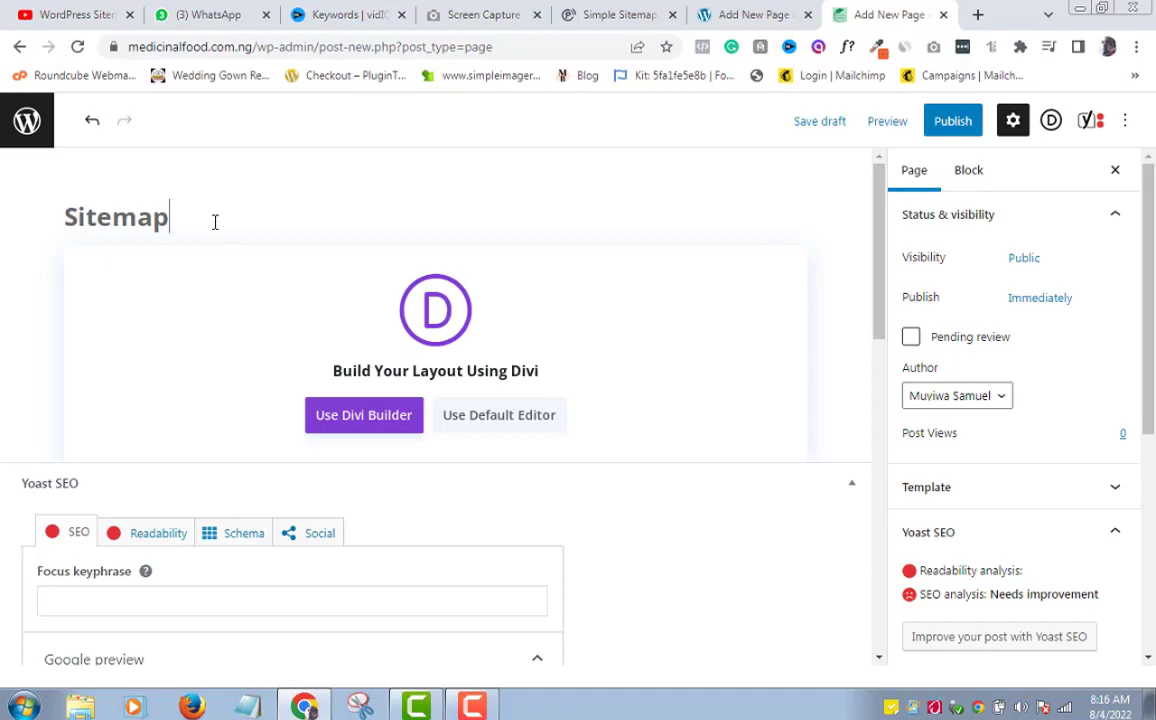 WordPress Sitem
(3) WhatsApp
Keywords | vidIC
Screen Capture
Simple Sitemap
Add New Page
Add New Page
medicinalfood.com.ng/wp-admin/post-new.php?post_type=page
Roundcube Webma...
Wedding Gown Re...
Checkout – PluginT...
www.simpleimager...
Blog
Kit: 5fa1fe5e8b | Fo...
Login | Mailchimp
Campaigns | Mailch...
Save draft
Preview
Publish
Page
Block
Sitemap
Status & visibility
Visibility
Public
Publish
Immediately
Pending review
Author
Muviwa Samuel
Post Views
0
Template
D
Build Your Layout Using Divi
Use Divi Builder
Use Default Editor
Yoast SEO
SEO
Readability
Schema
Social
Focus keyphrase
Google preview
Yoast SEO
Readability analysis:
SEO analysis: Needs improvement
Improve your post with Yoast SEO
8:16 AM
8/4/2022